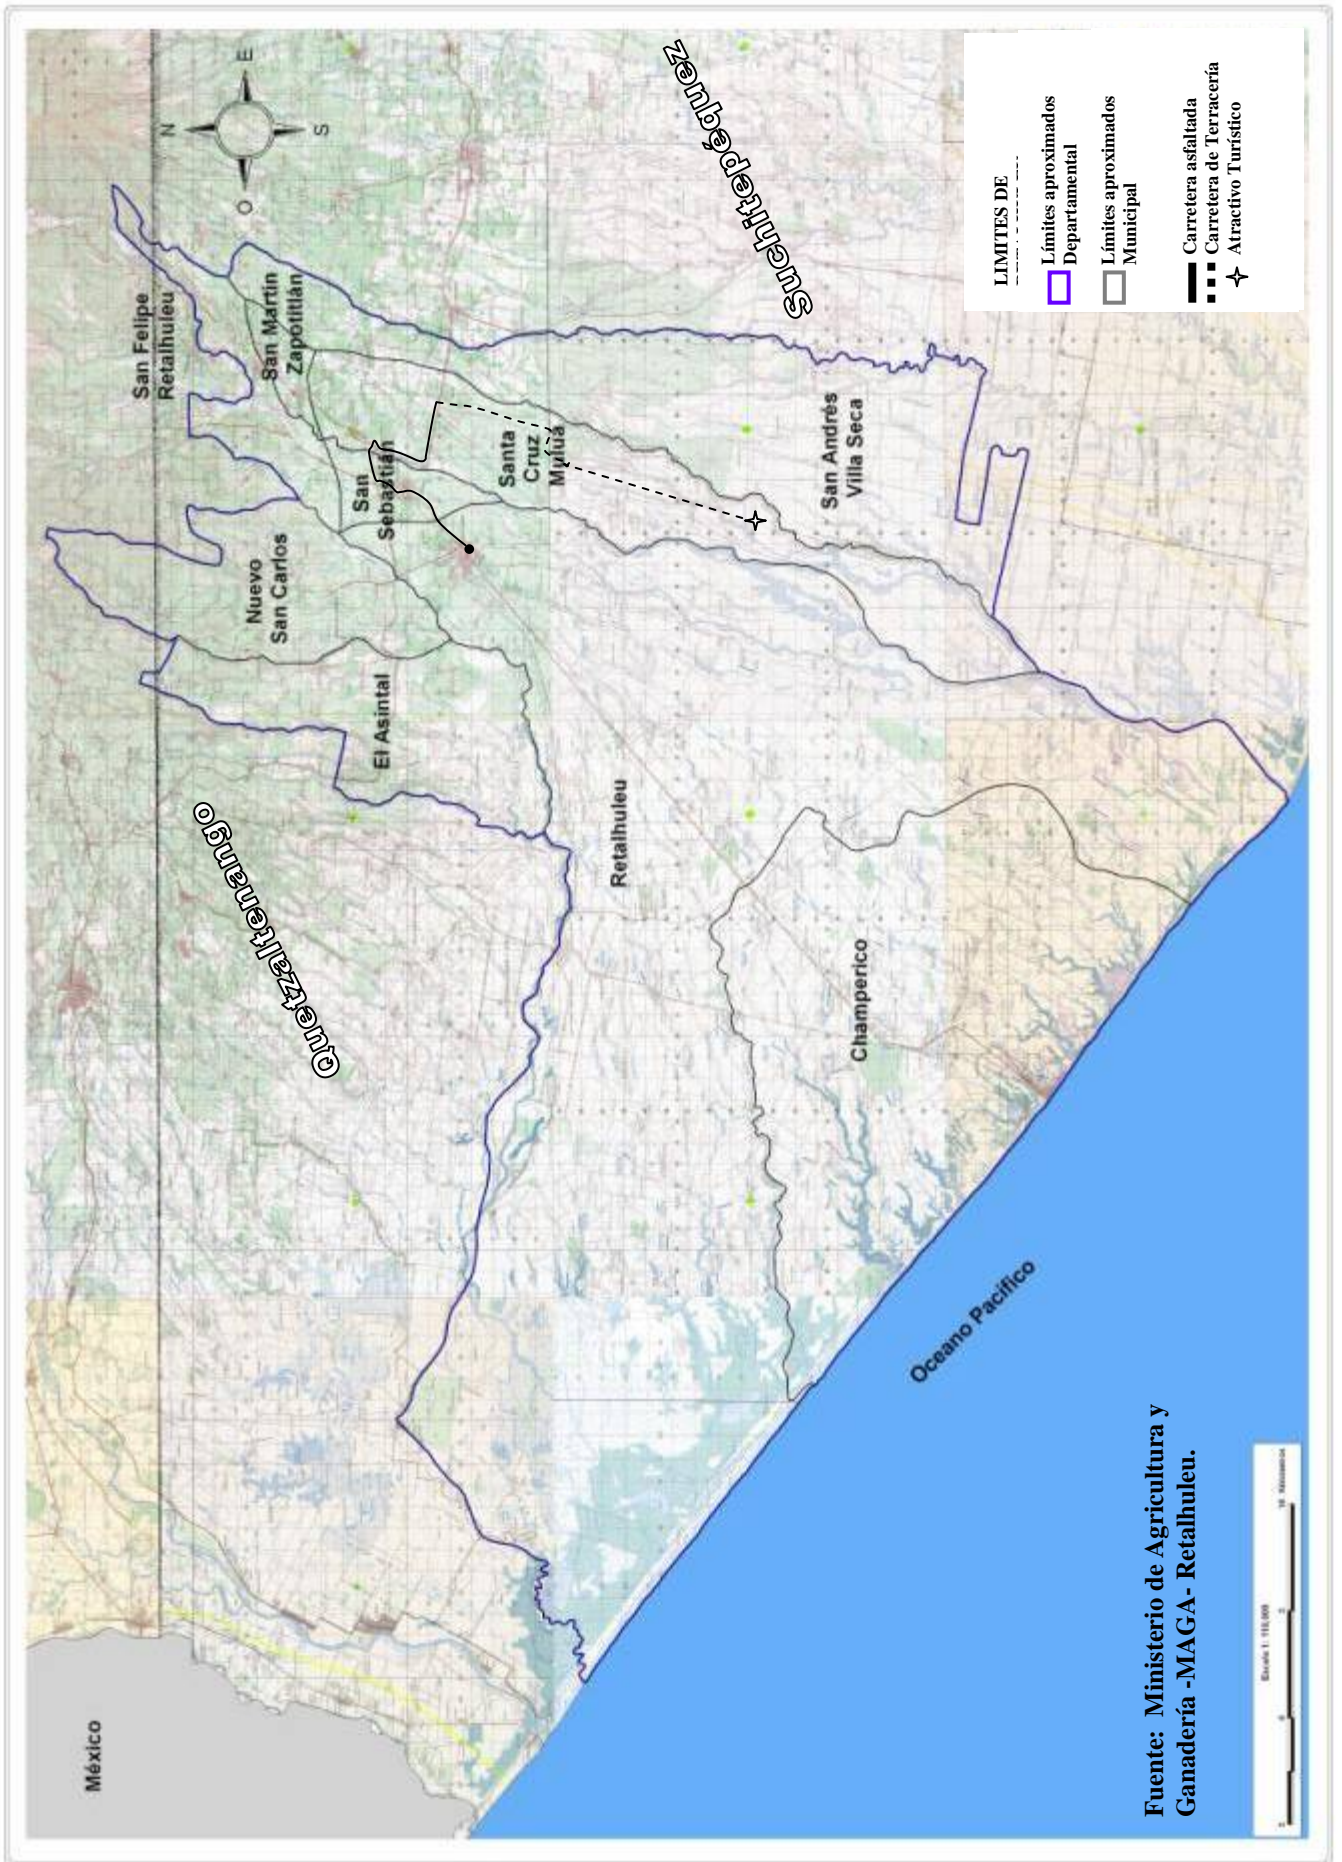 N
E
S
O
San Felipe
Retalhuleu
San Martín
Zapotitlán
Suchitepéquez
Nuevo
San Carlos
San
Sebastián
Santa
Cruz
Muluá
San Andrés
Villa Seca
El Asintal
Quetzaltenango
Retalhuleu
Champerico
Oceano Pacífico
México
LIMITES DE
Límites aproximados
Departamental
Límites aproximados
Municipal
Carretera asfaltada
Carretera de Terracería
Atractivo Turístico
Fuente: Ministerio de Agricultura y
Ganadería -MAGA- Retalhuleu.